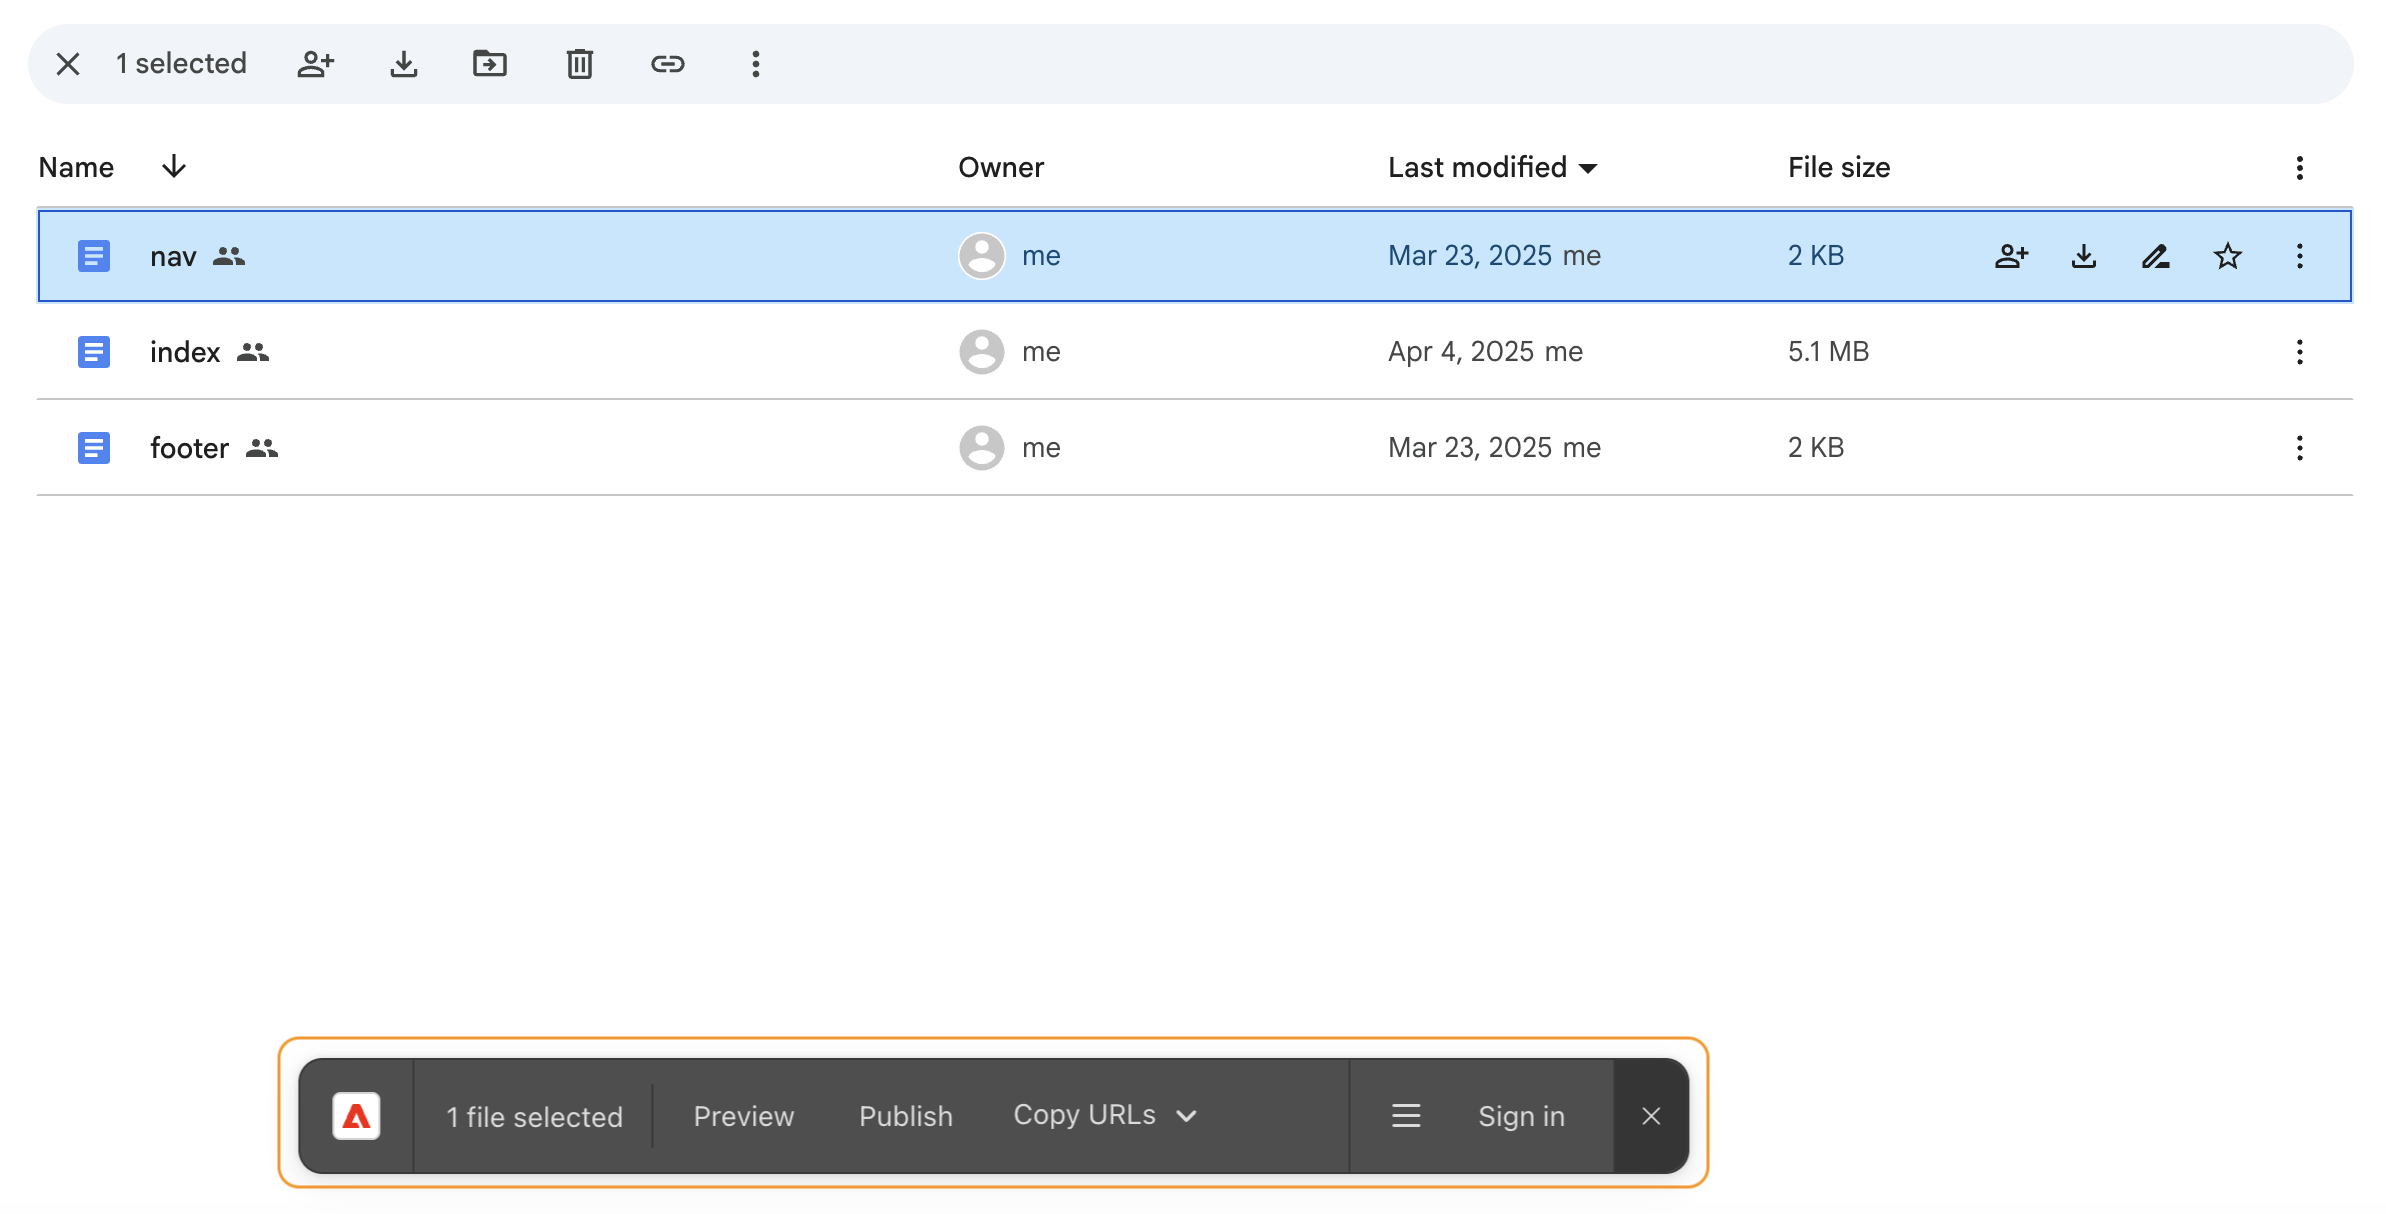 1 selected
Name Owner Last modified File size
nav me Mar 23, 2025 me 2 KB
index me Apr 4, 2025 me 5.1 MB
footer me Mar 23, 2025 me 2 KB
1 file selected Preview Publish Copy URLs Sign in